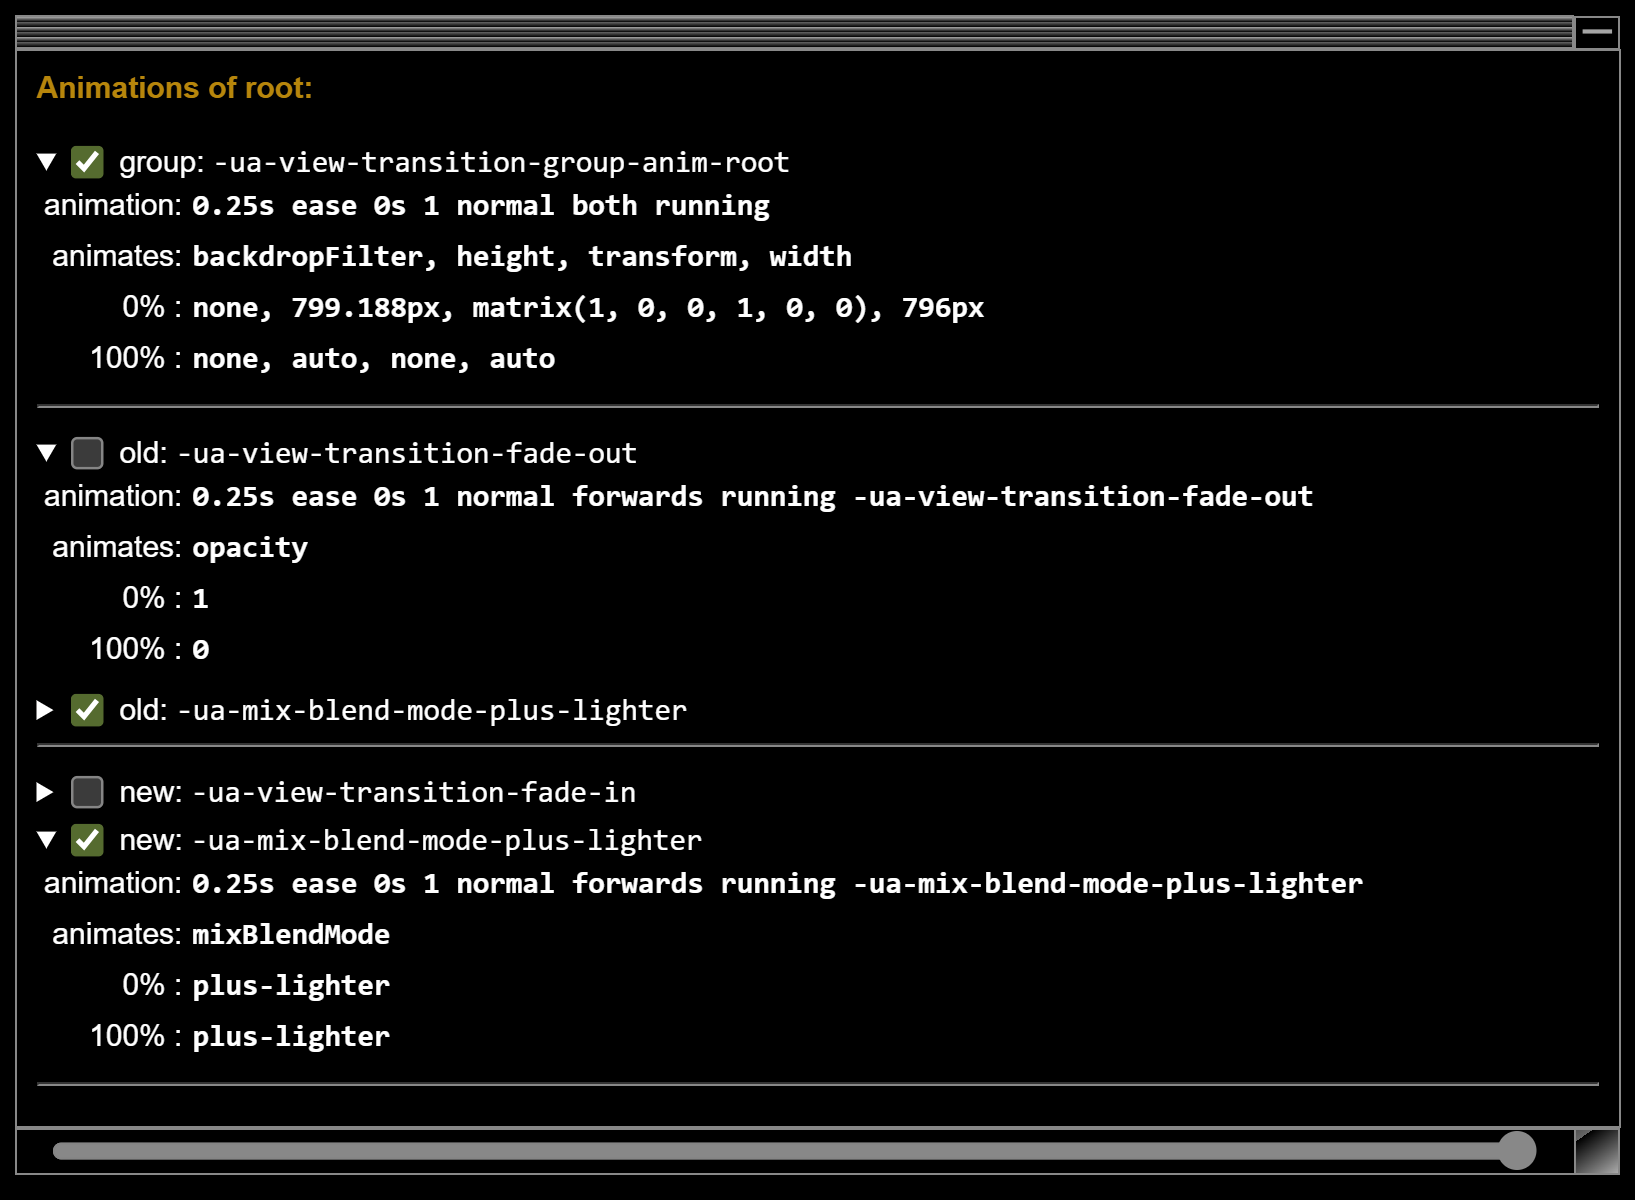 Animations of root:
group: -ua-view-transition-group-anim-root
animation: 0.25s ease 0s 1 normal both running
animates: backdropFilter, height, transform, width
0% : none, 799.188px, matrix(1, 0, 0, 1, 0, 0), 796px
100% : none, auto, none, auto
old: -ua-view-transition-fade-out
animation: 0.25s ease 0s 1 normal forwards running -ua-view-transition-fade-out
animates: opacity
0% : 1
100% : 0
old: -ua-mix-blend-mode-plus-lighter
new: -ua-view-transition-fade-in
new: -ua-mix-blend-mode-plus-lighter
animation: 0.25s ease 0s 1 normal forwards running -ua-mix-blend-mode-plus-lighter
animates: mixBlendMode
0% : plus-lighter
100% : plus-lighter